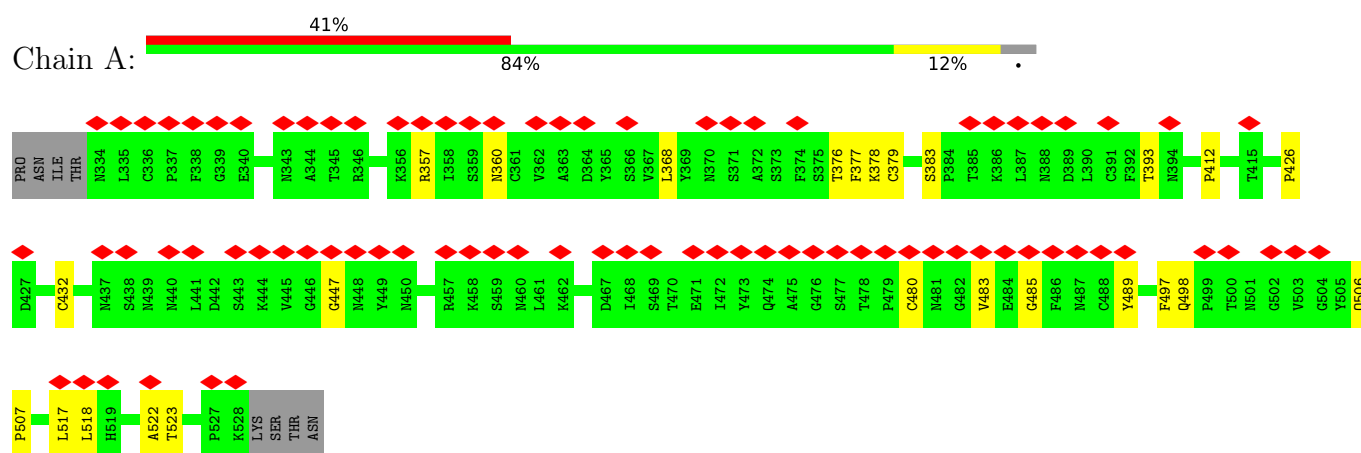 41%
Chain A:
84% 12% •
PRO ASN ILE THR N334 L335 C336 P337 F338 G339 E340 N343 A344 T345 R346 K356 R357 I358 S359 N360 C361 V362 A363 D364 Y365 S366 V367 L368 Y369 N370 S371 A372 S373 F374 S375 T376 F377 K378 C379 S383 P384 T385 K386 L387 N388 D389 L390 C391 F392 T393 N394 P412 T415 P426
D427 C432 N437 S438 N439 N440 L441 D442 S443 K444 V445 G446 G447 N448 Y449 N450 R457 K458 S459 N460 L461 K462 D467 I468 S469 T470 E471 I472 Y473 Q474 A475 G476 S477 T478 P479 C480 N481 G482 V483 E484 G485 F486 N487 C488 Y489 F497 Q498 P499 T500 N501 G502 V503 G504 Y505 Q506
P507 L517 L518 H519 A522 T523 P527 K528 LYS SER THR ASN